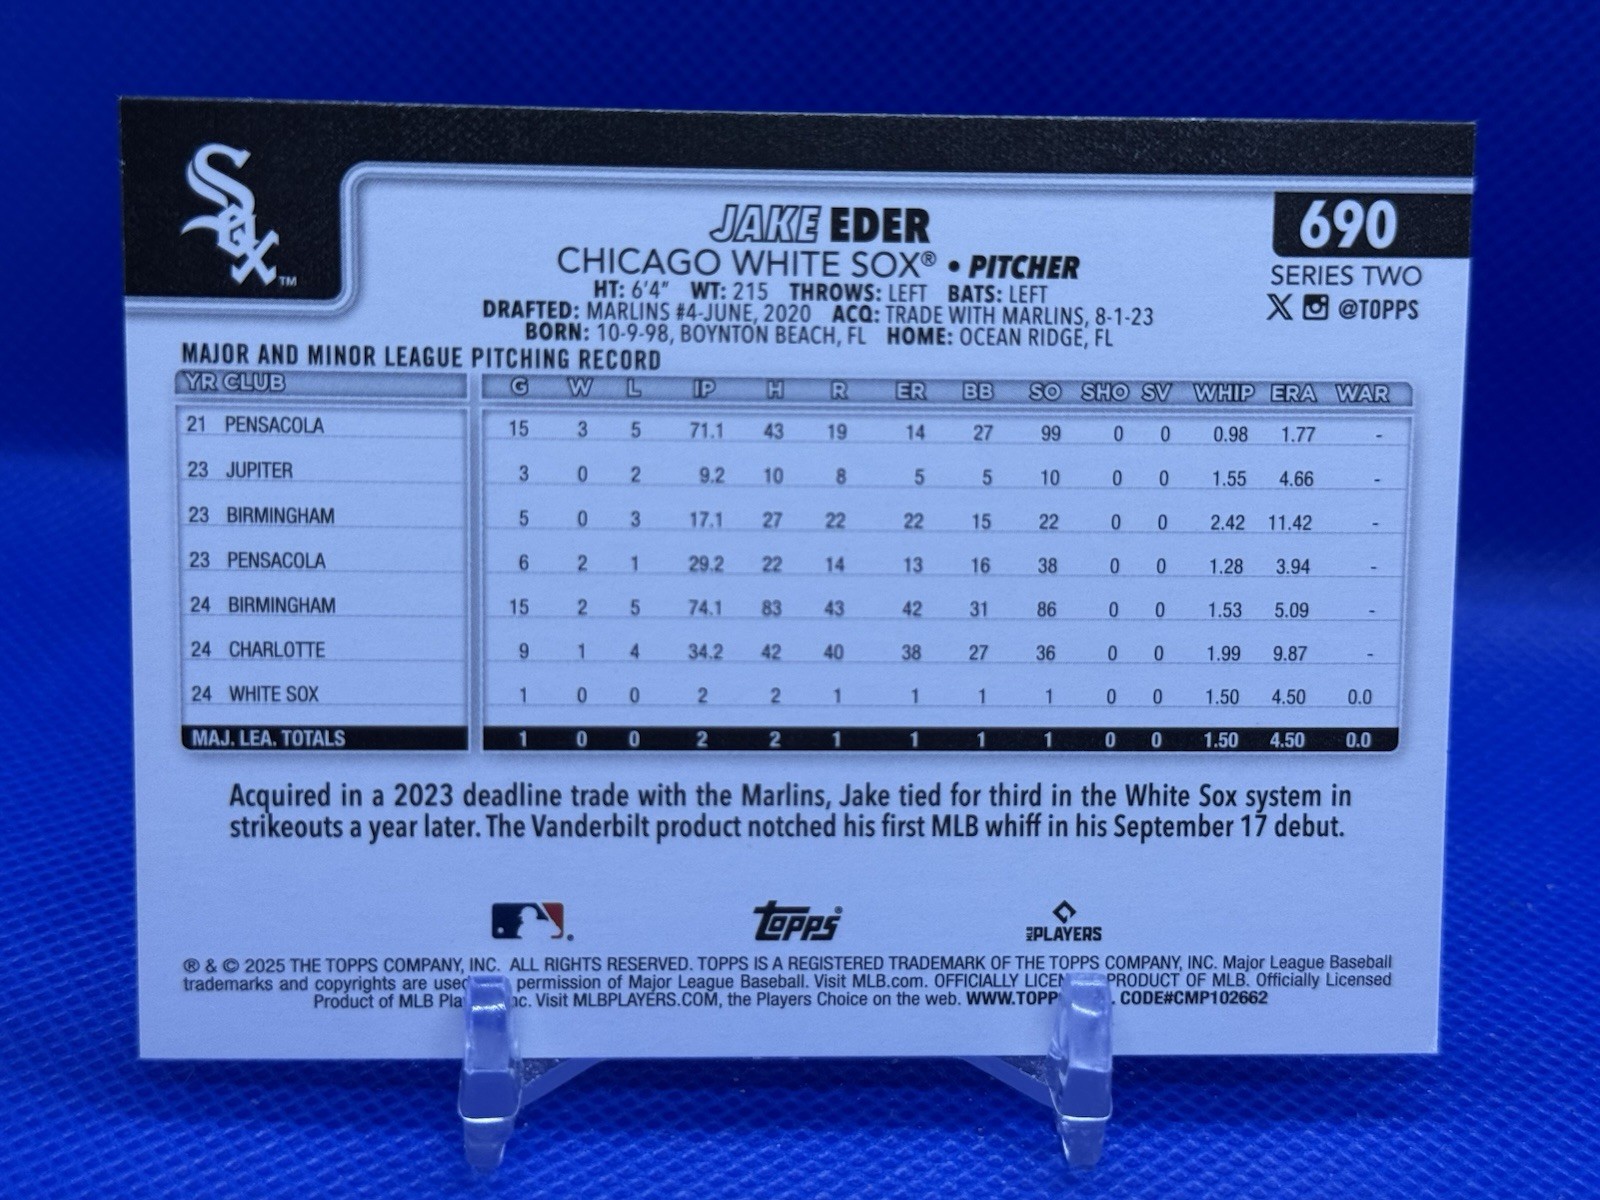 Sox™
JAKE EDER
690
CHICAGO WHITE SOX® • PITCHER
SERIES TWO
HT: 6'4" WT: 215 THROWS: LEFT BATS: LEFT
X @TOPPS
DRAFTED: MARLINS #4-JUNE, 2020 ACQ: TRADE WITH MARLINS, 8-1-23
BORN: 10-9-98, BOYNTON BEACH, FL HOME: OCEAN RIDGE, FL
MAJOR AND MINOR LEAGUE PITCHING RECORD
YR CLUB G W L IP H R ER BB SO SHO SV WHIP ERA WAR
21 PENSACOLA 15 3 5 71.1 43 19 14 27 99 0 0 0.98 1.77 -
23 JUPITER 3 0 2 9.2 10 8 5 5 10 0 0 1.55 4.66 -
23 BIRMINGHAM 5 0 3 17.1 27 22 22 15 22 0 0 2.42 11.42 -
23 PENSACOLA 6 2 1 29.2 22 14 13 16 38 0 0 1.28 3.94 -
24 BIRMINGHAM 15 2 5 74.1 83 43 42 31 86 0 0 1.53 5.09 -
24 CHARLOTTE 9 1 4 34.2 42 40 38 27 36 0 0 1.99 9.87 -
24 WHITE SOX 1 0 0 2 2 1 1 1 1 0 0 1.50 4.50 0.0
MAJ. LEA. TOTALS 1 0 0 2 2 1 1 1 1 0 0 1.50 4.50 0.0
Acquired in a 2023 deadline trade with the Marlins, Jake tied for third in the White Sox system in
strikeouts a year later. The Vanderbilt product notched his first MLB whiff in his September 17 debut.
Topps®
MLB PLAYERS
® & © 2025 THE TOPPS COMPANY, INC. ALL RIGHTS RESERVED. TOPPS IS A REGISTERED TRADEMARK OF THE TOPPS COMPANY, INC. Major League Baseball
trademarks and copyrights are used permission of Major League Baseball. Visit MLB.com. OFFICIALLY PRODUCT OF MLB. Officially Licensed
Product of MLB Visit MLBPLAYERS.COM, the Players Choice on the web. CODE#CMP102662